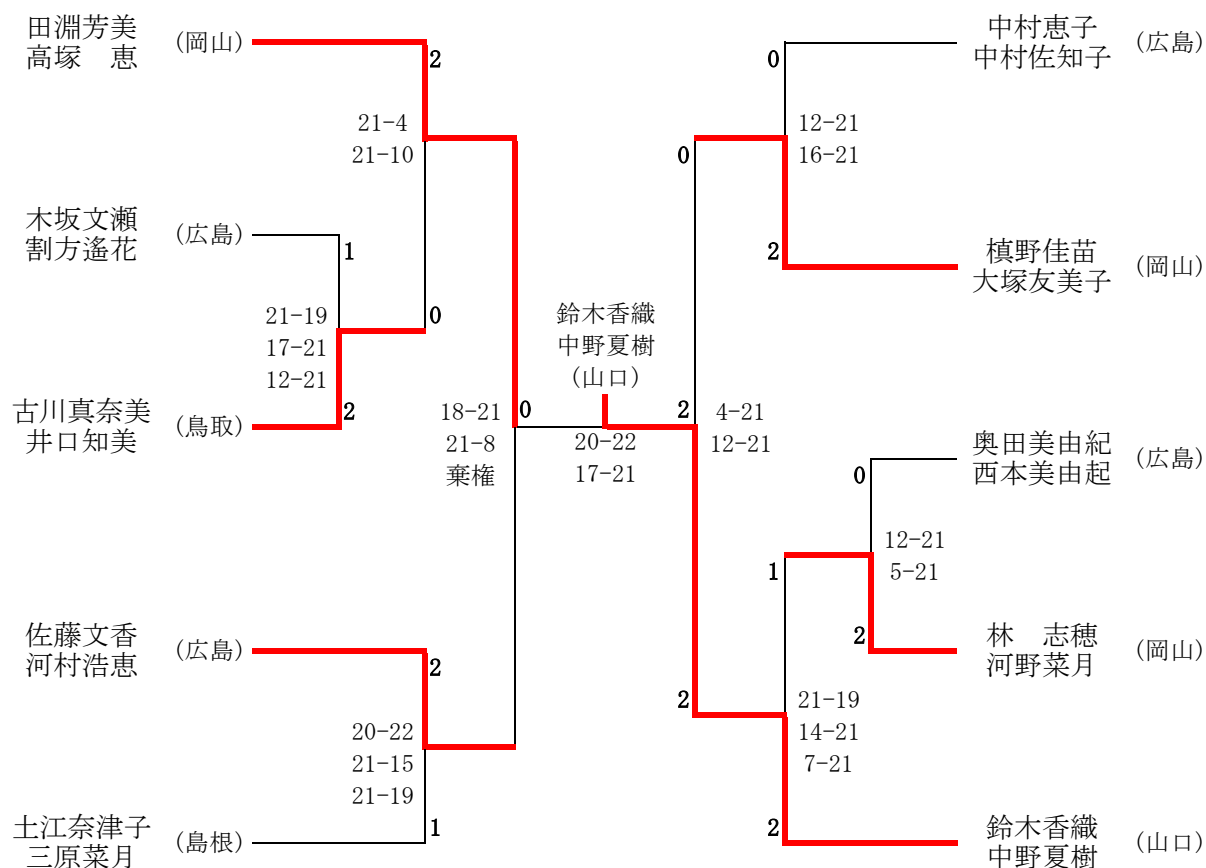 田淵芳美
高塚　恵
(岡山)
2
21-4
21-10
木坂文瀬
割方遙花
(広島)
1
21-19
17-21
12-21
0
古川真奈美
井口知美
(鳥取)
2
18-21
21-8
棄権
0
佐藤文香
河村浩恵
(広島)
2
20-22
21-15
21-19
土江奈津子
三原菜月
(島根)
1
鈴木香織
中野夏樹
(山口)
20-22
17-21
2
中村恵子
中村佐知子
(広島)
0
12-21
16-21
0
2
槙野佳苗
大塚友美子
(岡山)
4-21
12-21
奥田美由紀
西本美由起
(広島)
0
12-21
5-21
1
2
林　志穂
河野菜月
(岡山)
2
21-19
14-21
7-21
2
鈴木香織
中野夏樹
(山口)